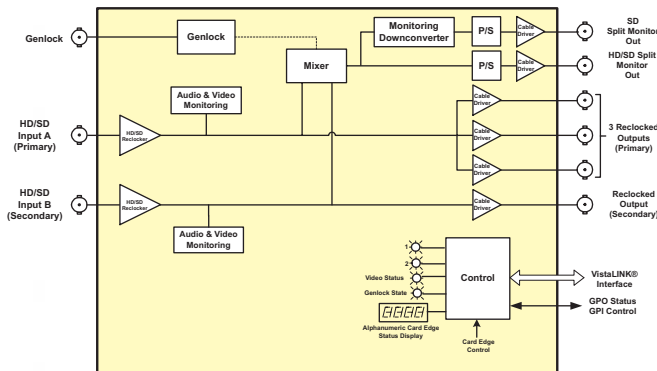 Genlock
Genlock
Monitoring
Downconverter
P/S
Cable
Driver
SD
Split Monitor
Out
Mixer
P/S
Cable
Driver
HD/SD Split
Monitor
Out
Audio & Video
Monitoring
Cable
Driver
HD/SD
Input A
(Primary)
HD/SD
Reclocker
Cable
Driver
3 Reclocked
Outputs
(Primary)
Cable
Driver
HD/SD
Input B
(Secondary)
HD/SD
Reclocker
Cable
Driver
Reclocked
Output
(Secondary)
Audio & Video
Monitoring
1
2
Video Status
Genlock State
Alphanumeric Card Edge
Status Display
Control
Card Edge
Control
VistaLINK®
Interface
GPO Status
GPI Control